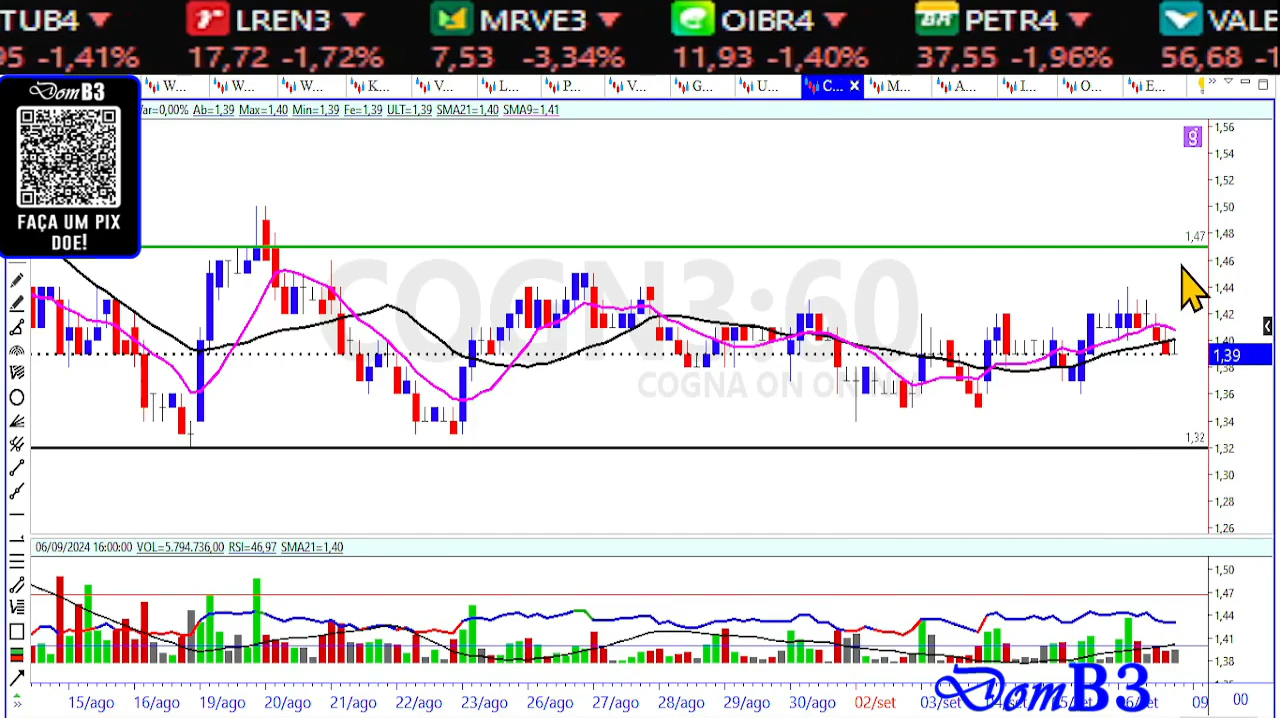 TUB4 LREN3 MRVE3 OIBR4 PETR4 VALE
95 -1,41% 17,72 -1,72% 7,53 -3,34% 11,93 -1,40% 37,55 -1,96% 56,68 -1
DomB3
W... W... W... K... V... L... P... V... G... U... C... M... A... I... O... E...
Var=0,00% Ab=1,39 Max=1,40 Min=1,39 Fe=1,39 ULT=1,39 SMA21=1,40 SMA9=1,41
FAÇA UM PIX
DOE!
g
COGN3:60
COGNA ON ON
1,47
1,32
1,56
1,54
1,52
1,50
1,48
1,46
1,44
1,42
1,40
1,39
1,38
1,36
1,34
1,32
1,30
1,28
1,26
06/09/2024 16:00:00 VOL=5.794.736,00 RSI=46,97 SMA21=1,40
1,50
1,47
1,44
1,41
1,38
15/ago 16/ago 19/ago 20/ago 21/ago 22/ago 23/ago 26/ago 27/ago 28/ago 29/ago 30/ago 02/set 03/set 09 00
DomB3